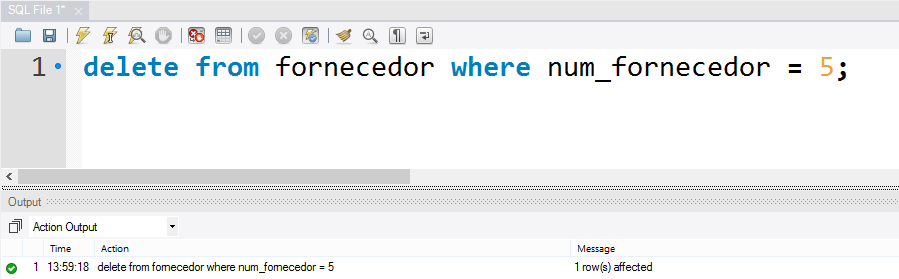 SQL File 1*
1 delete from fornecedor where num_fornecedor = 5;
Output
Action Output
Time Action Message
1 13:59:18 delete from fornecedor where num_fornecedor = 5 1 row(s) affected